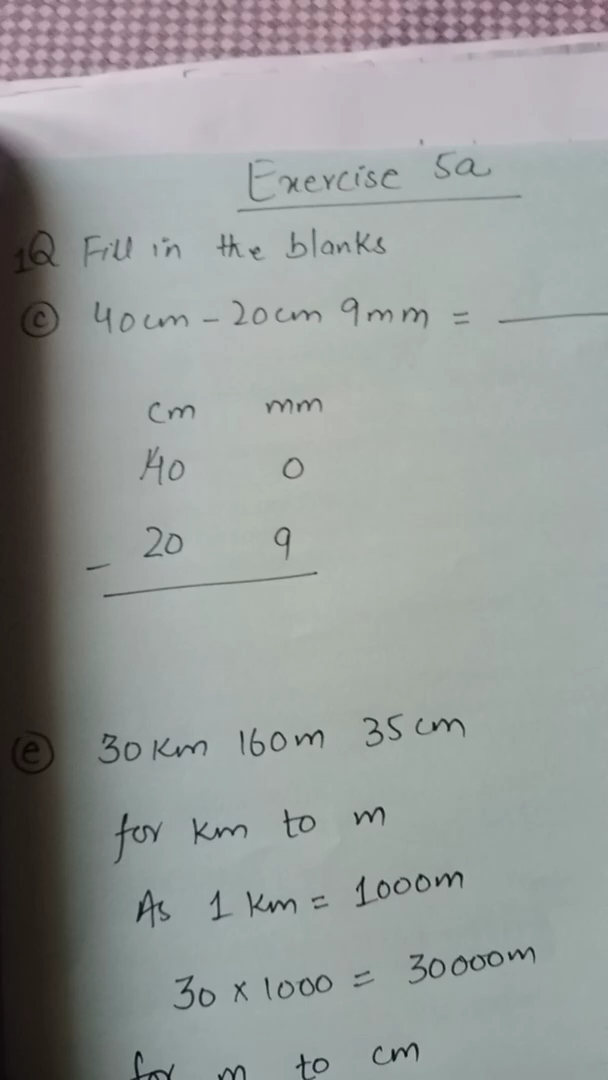 Exercise 5a
1Q Fill in the blanks
(c) 40cm - 20cm 9mm = ____
cm mm
40 0
- 20 9
(e) 30 Km 160m 35cm
for Km to m
As 1 Km = 1000m
30 x 1000 = 30000m
for m to cm